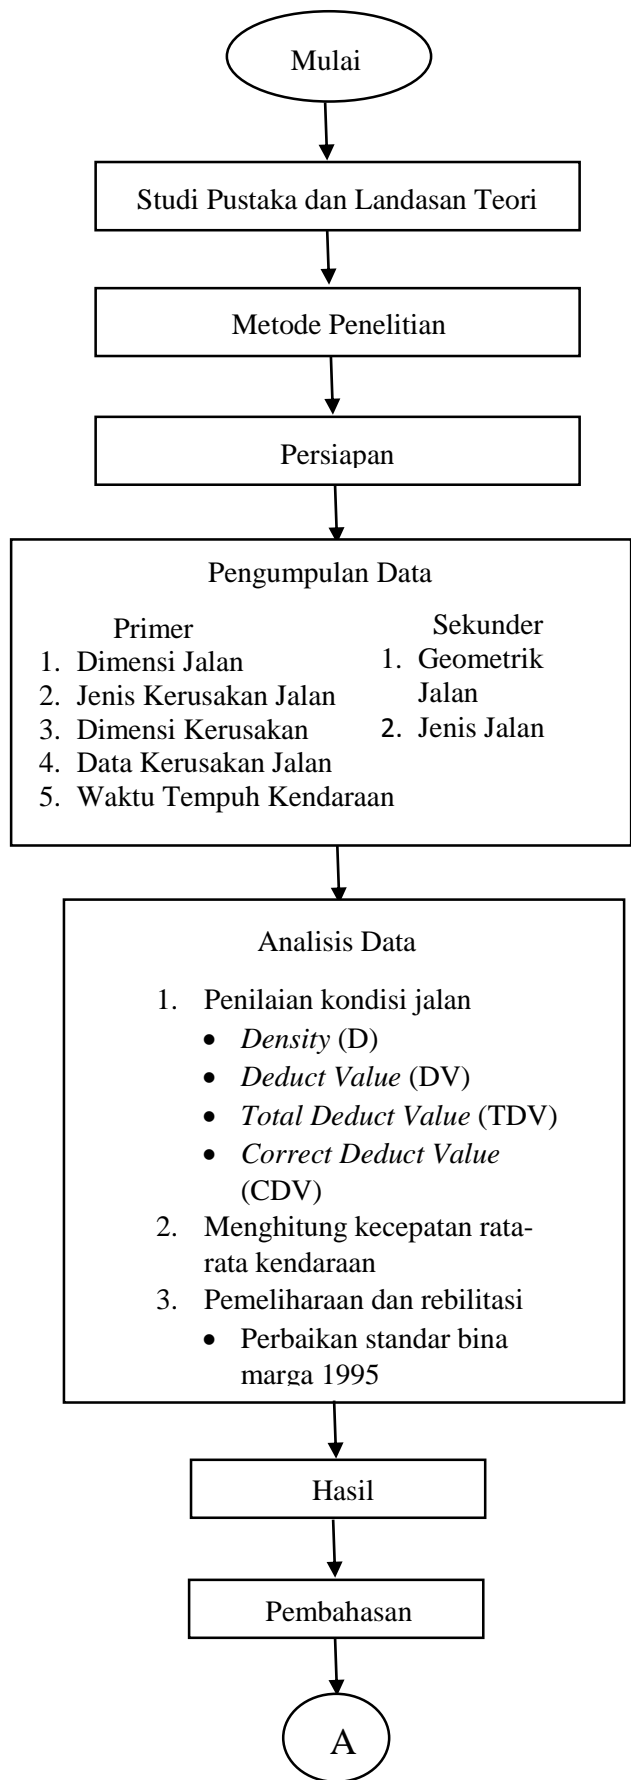 Mulai
Studi Pustaka dan Landasan Teori
Metode Penelitian
Persiapan
Pengumpulan Data
Primer
1. Dimensi Jalan
2. Jenis Kerusakan Jalan
3. Dimensi Kerusakan
4. Data Kerusakan Jalan
5. Waktu Tempuh Kendaraan
Sekunder
1. Geometrik
Jalan
2. Jenis Jalan
Analisis Data
1. Penilaian kondisi jalan
• Density (D)
• Deduct Value (DV)
• Total Deduct Value (TDV)
• Correct Deduct Value
(CDV)
2. Menghitung kecepatan rata-
rata kendaraan
3. Pemeliharaan dan rebilitasi
• Perbaikan standar bina
marga 1995
Hasil
Pembahasan
A